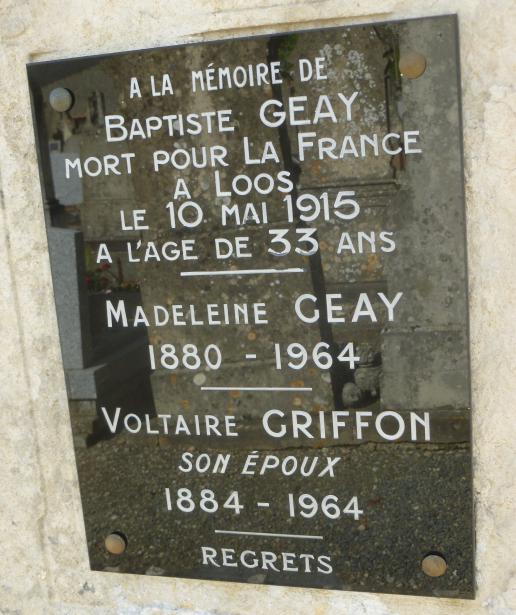 A LA MÉMOIRE DE
BAPTISTE GEAY
MORT POUR LA FRANCE
A LOOS
LE 10 MAI 1915
A L'AGE DE 33 ANS
MADELEINE GEAY
1880 - 1964
VOLTAIRE GRIFFON
SON ÉPOUX
1884 - 1964
REGRETS